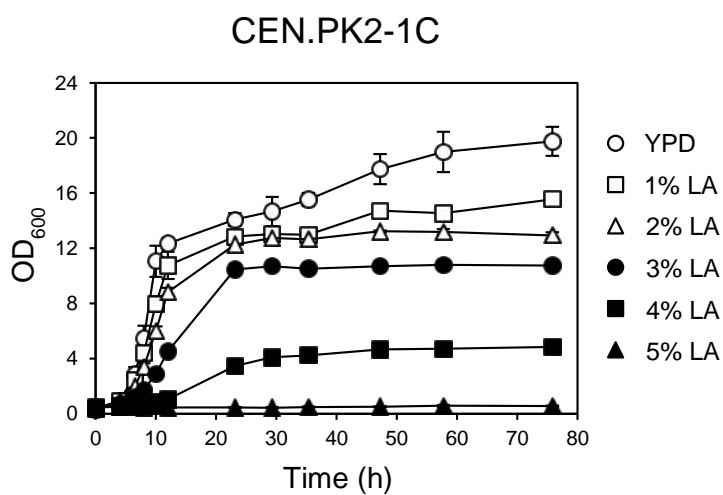 CEN.PK2-1C
24
20
16
12
8
4
0
OD600
0 10 20 30 40 50 60 70 80
Time (h)
YPD
1% LA
2% LA
3% LA
4% LA
5% LA